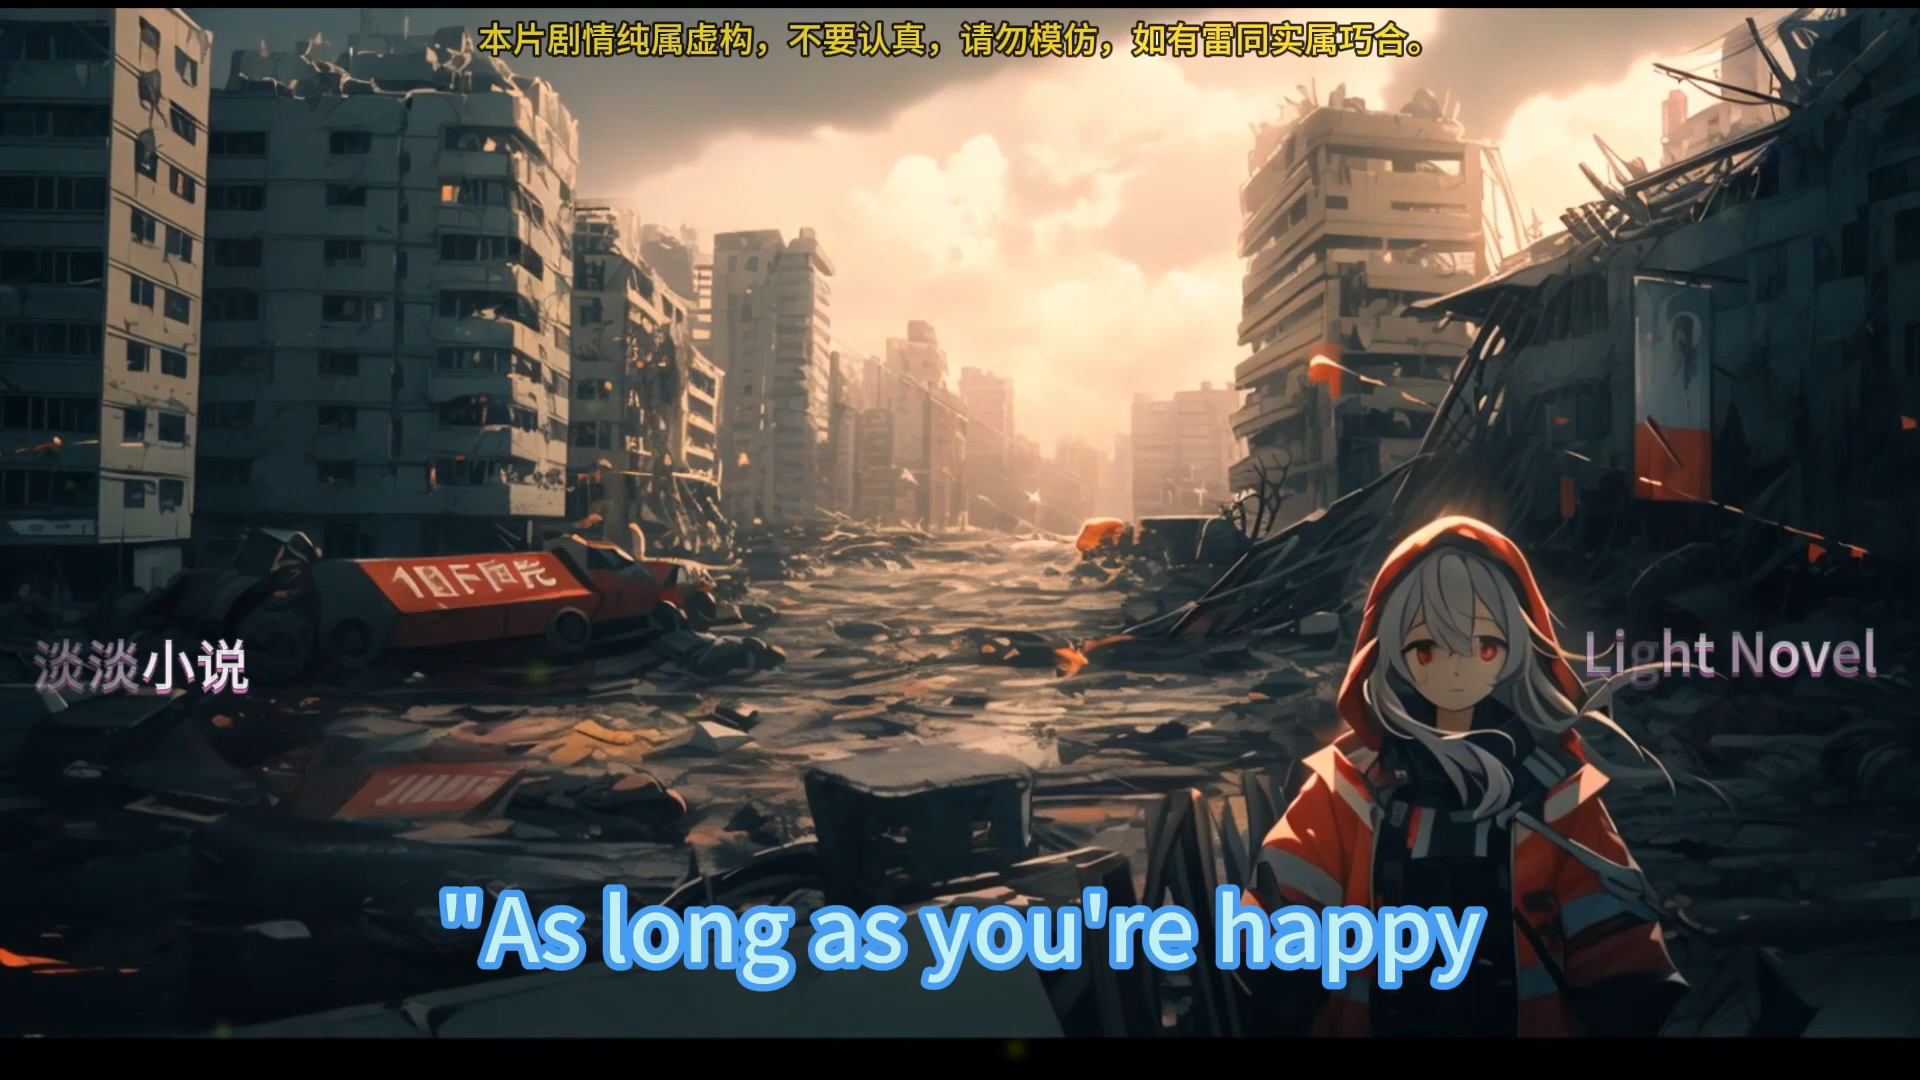 本片剧情纯属虚构，不要认真，请勿模仿，如有雷同实属巧合。
淡淡小说
Light Novel
"As long as you're happy